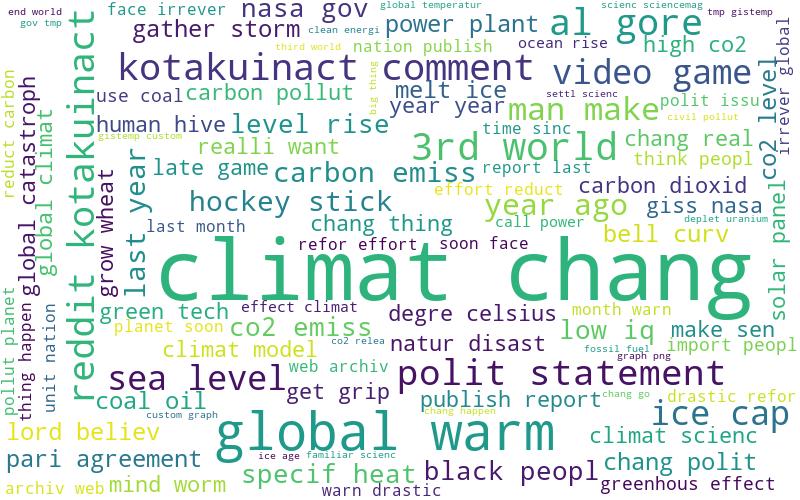 end world
gov tmp
face irrever
nasa gov
clean energi
global temperatur
scienc sciencemag
tmp gistemp
gather storm
power plant
al gore
third world
nation publish
ocean rise
high co2
kotakuinact comment
video game
big thing
settl scienc
use coal
carbon pollut
melt ice
year year
man make
polit issu
civil pollut
reduct carbon
global catastroph
global climat
reddit kotakuinact
human hive
level rise
gistemp custom
realli want
3rd world
time sinc
chang real
think peopl
co2 level
irrever global
late game
carbon emiss
report last
effort reduct
carbon dioxid
grow wheat
last year
hockey stick
year ago
giss nasa
deplet uranium
last month
chang thing
call power
bell curv
refor effort
soon face
solar panel
climat chang
green tech
effect climat
degre celsius
month warn
planet soon
co2 emiss
low iq
make sen
pollut planet
thing happen
unit nation
climat model
co2 relea
natur disast
fossil fuel
import peopl
graph png
sea level
web archiv
get grip
polit statement
coal oil
custom graph
publish report
chang go
drastic refor
chang happen
ice cap
lord believ
global warm
climat scienc
pari agreement
ice age
familiar scienc
specif heat
black peopl
chang polit
archiv web
mind worm
warn drastic
greenhous effect